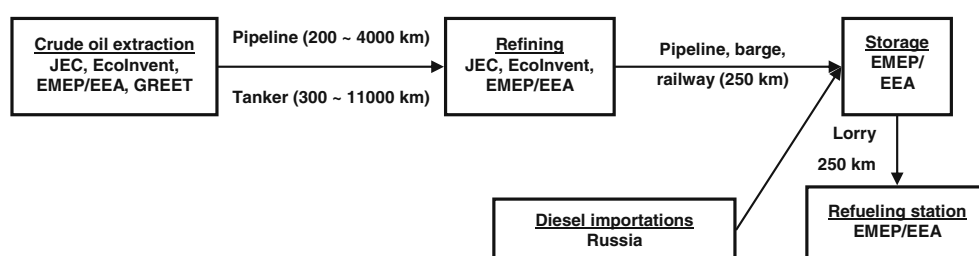 Crude oil extraction
JEC, EcoInvent,
EMEP/EEA, GREET
Pipeline (200 ~ 4000 km)
Tanker (300 ~ 11000 km)
Refining
JEC, EcoInvent,
EMEP/EEA
Pipeline, barge,
railway (250 km)
Storage
EMEP/
EEA
Lorry
250 km
Diesel importations
Russia
Refueling station
EMEP/EEA